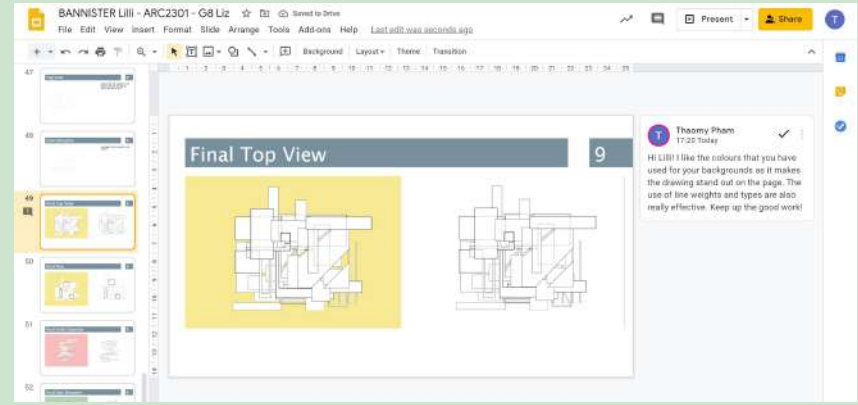 BANNISTER Lilli - ARC2301 - G8 Liz
Saved to Drive
File Edit View Insert Format Slide Arrange Tools Add-ons Help Last edit was seconds ago
Present
Share
T
Background Layout Theme Transition
47
48
49
50
51
52
Final Top View
9
T
Thaomy Pham
17:20 Today
Hi Lilli! I like the colours that you have
used for your backgrounds as it makes
the drawing stand out on the page. The
use of line weights and types are also
really effective. Keep up the good work!